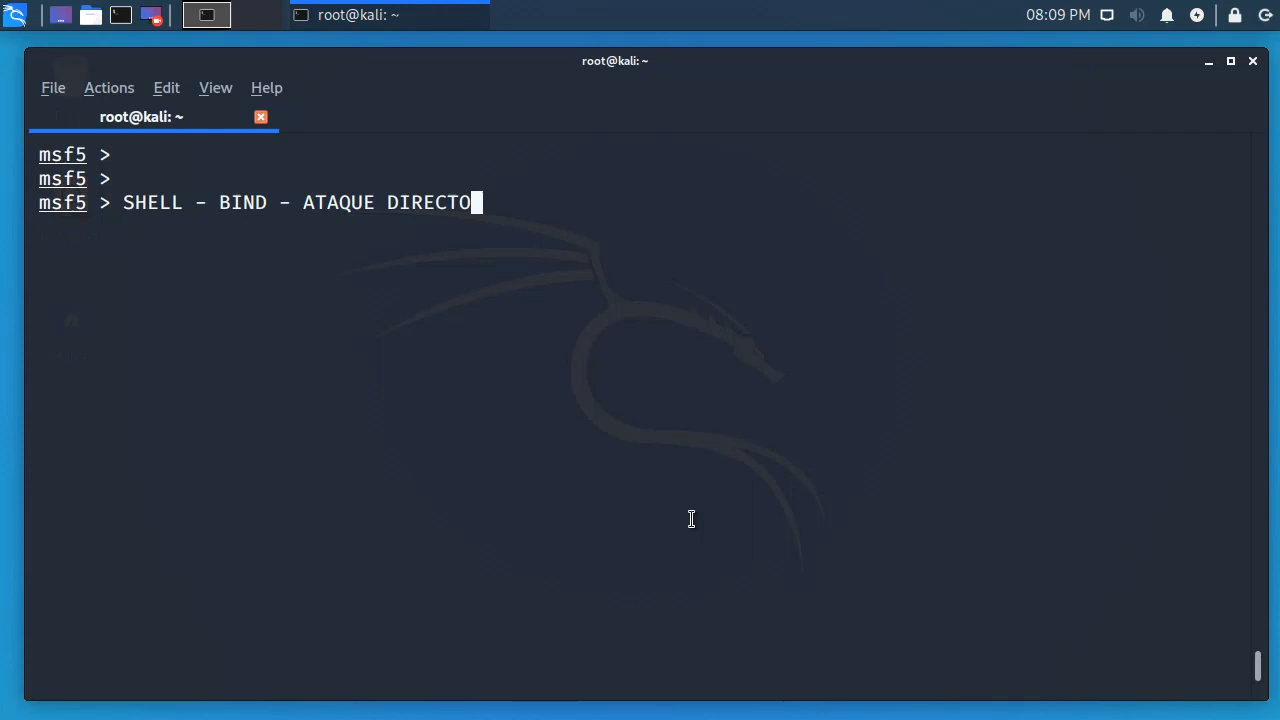 root@kali: ~
08:09 PM
root@kali: ~
File Actions Edit View Help
root@kali: ~
msf5 >
msf5 >
msf5 > SHELL - BIND - ATAQUE DIRECTO